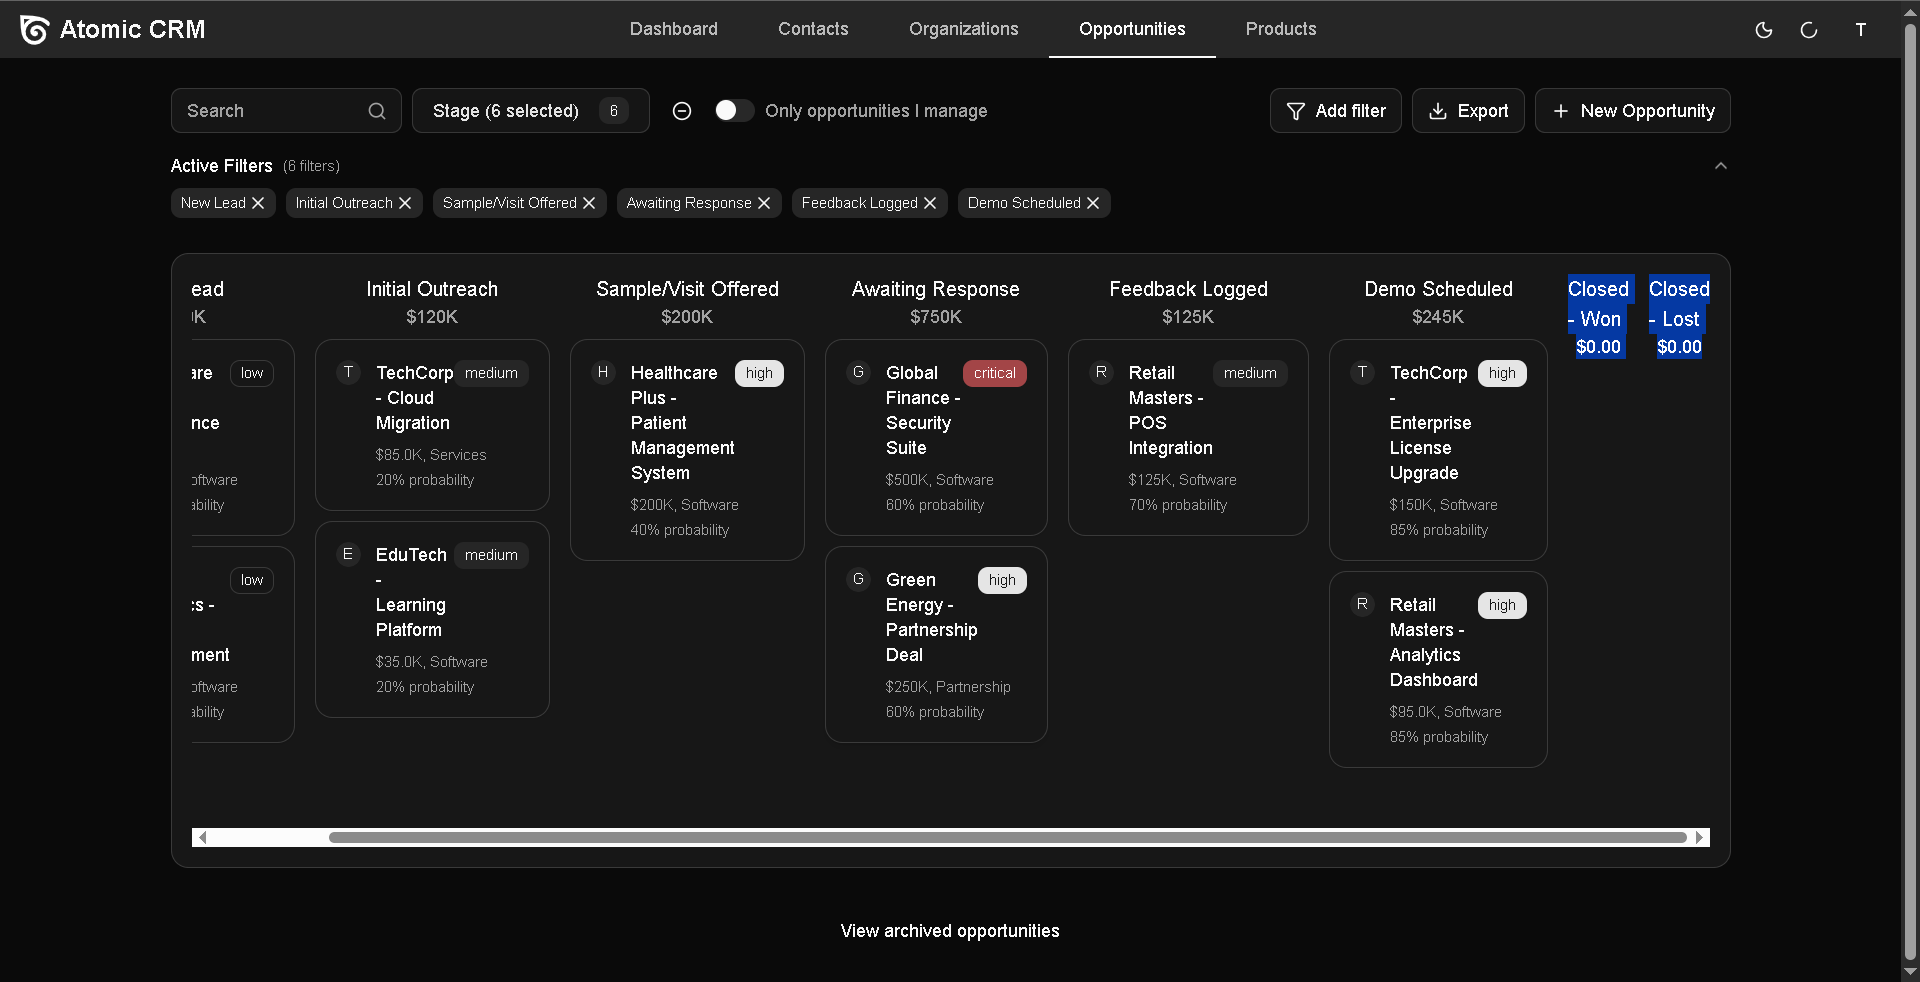 Atomic CRM
Dashboard
Contacts
Organizations
Opportunities
Products
T
Search
Stage (6 selected) 6
Only opportunities I manage
Add filter
Export
New Opportunity
Active Filters (6 filters)
New Lead
Initial Outreach
Sample/Visit Offered
Awaiting Response
Feedback Logged
Demo Scheduled
ead
K
are
low
nce
oftware
ability
low
cs -
ment
oftware
ability
Initial Outreach
$120K
T
TechCorp
medium
- Cloud
Migration
$85.0K, Services
20% probability
E
EduTech
medium
-
Learning
Platform
$35.0K, Software
20% probability
Sample/Visit Offered
$200K
H
Healthcare
high
Plus -
Patient
Management
System
$200K, Software
40% probability
Awaiting Response
$750K
G
Global
critical
Finance -
Security
Suite
$500K, Software
60% probability
G
Green
high
Energy -
Partnership
Deal
$250K, Partnership
60% probability
Feedback Logged
$125K
R
Retail
medium
Masters -
POS
Integration
$125K, Software
70% probability
Demo Scheduled
$245K
T
TechCorp
high
-
Enterprise
License
Upgrade
$150K, Software
85% probability
R
Retail
high
Masters -
Analytics
Dashboard
$95.0K, Software
85% probability
Closed
- Won
$0.00
Closed
- Lost
$0.00
View archived opportunities